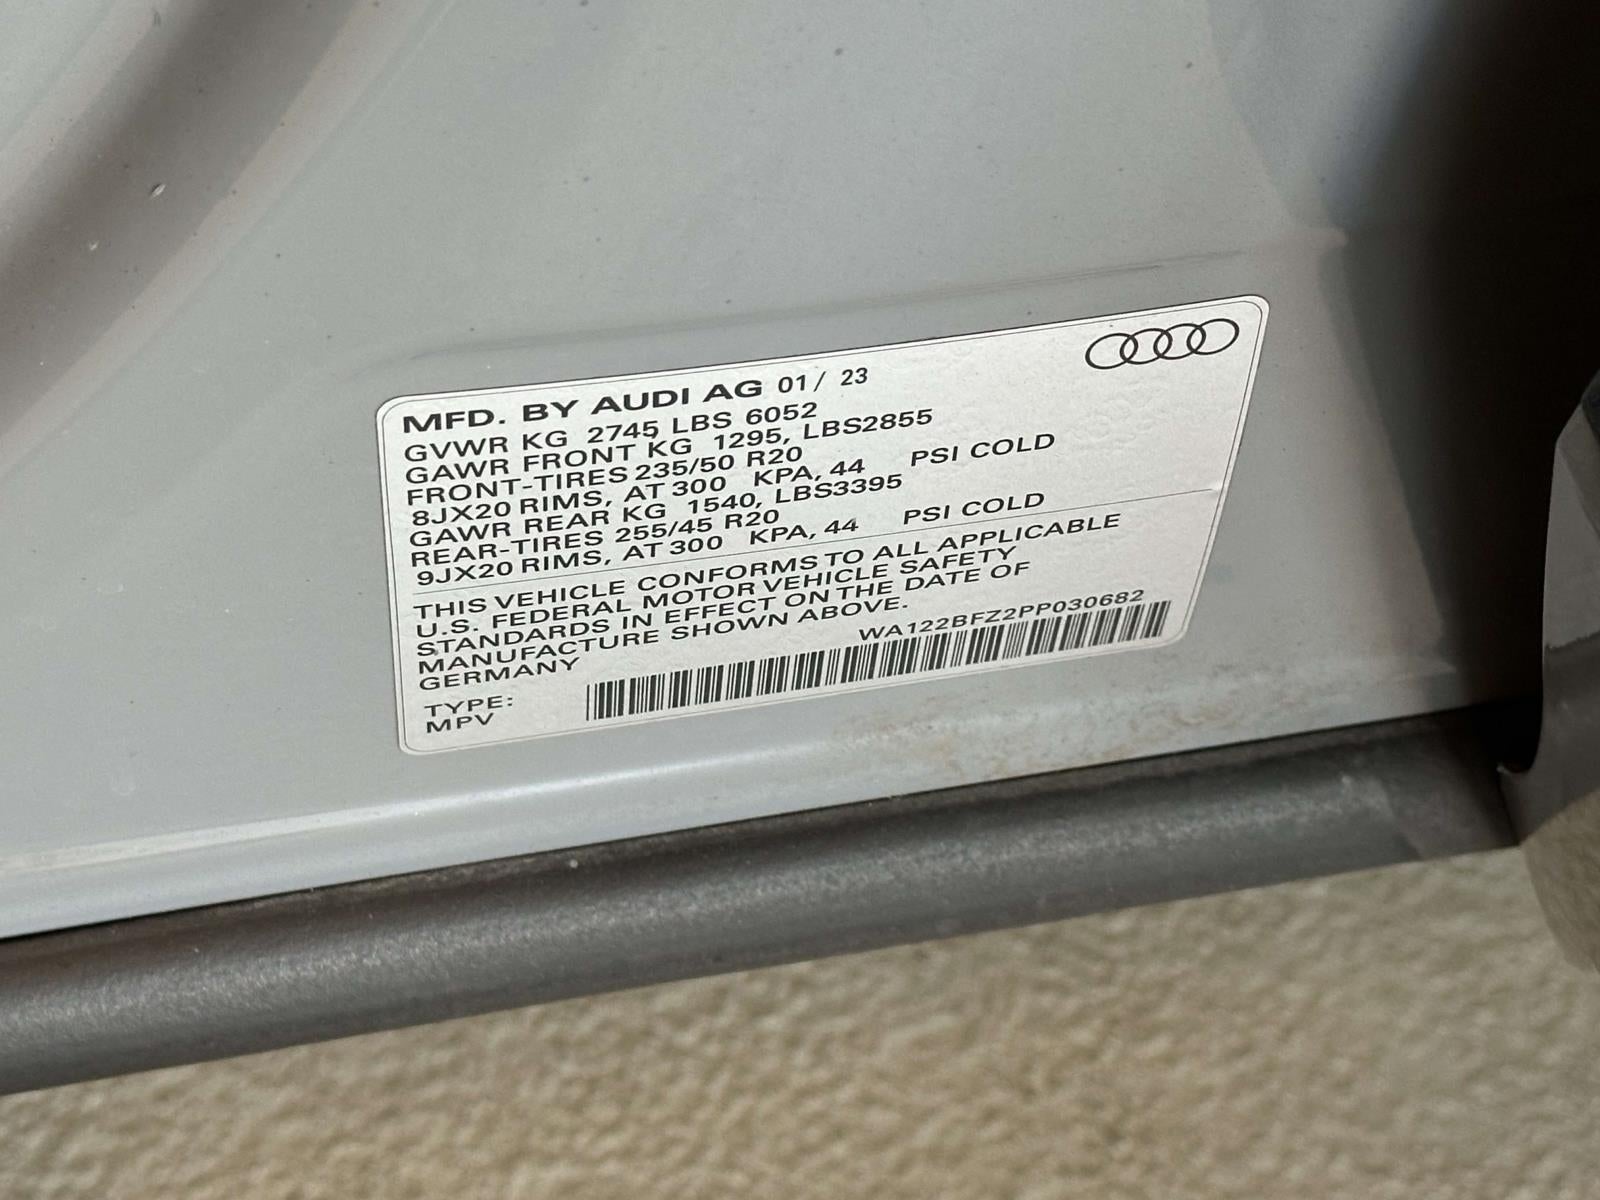 MFD. BY AUDI AG 01/ 23
GVWR KG 2745 LBS 6052
GAWR FRONT KG 1295, LBS2855
FRONT-TIRES 235/50 R20
8JX20 RIMS, AT 300 KPA, 44 PSI COLD
GAWR REAR KG 1540, LBS3395
REAR-TIRES 255/45 R20
9JX20 RIMS, AT 300 KPA, 44 PSI COLD
THIS VEHICLE CONFORMS TO ALL APPLICABLE
U.S. FEDERAL MOTOR VEHICLE SAFETY
STANDARDS IN EFFECT ON THE DATE OF
MANUFACTURE SHOWN ABOVE.
GERMANY
WA122BFZ2PP030682
TYPE:
MPV